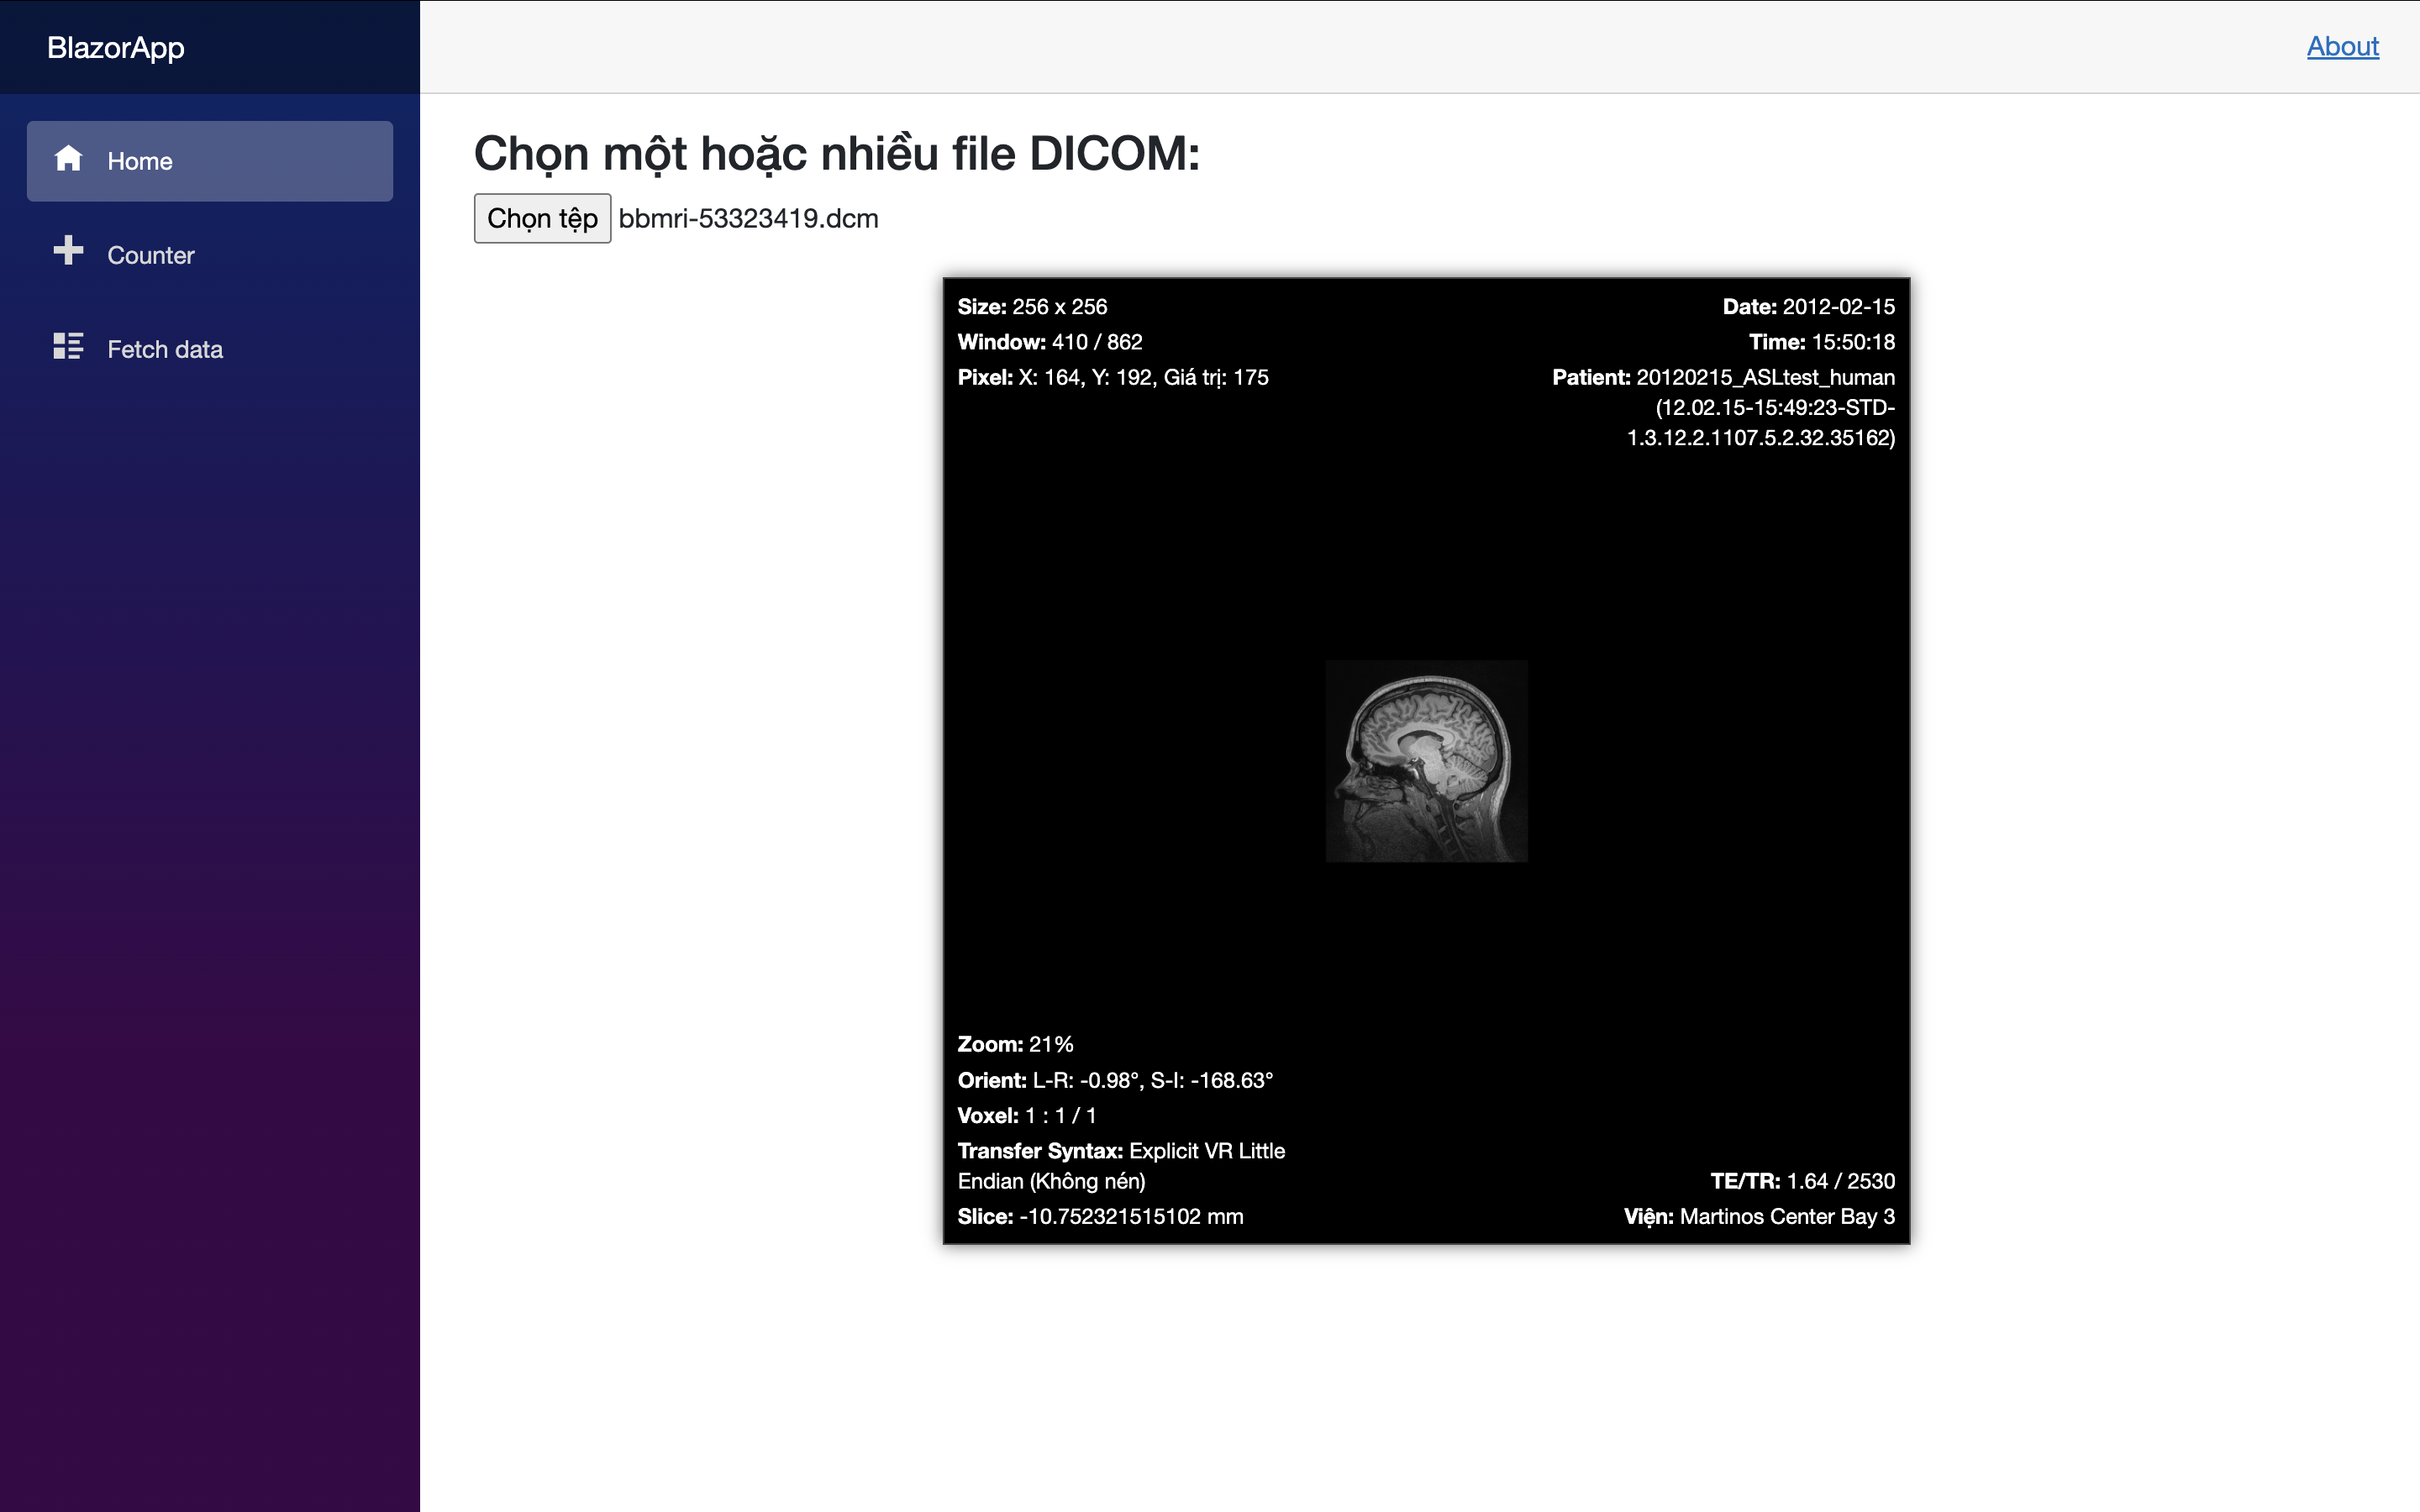 BlazorApp
About
Home
Counter
Fetch data
Chọn một hoặc nhiều file DICOM:
Chọn tệp bbmri-53323419.dcm
Size: 256 x 256
Window: 410 / 862
Pixel: X: 164, Y: 192, Giá trị: 175
Date: 2012-02-15
Time: 15:50:18
Patient: 20120215_ASLtest_human
(12.02.15-15:49:23-STD-
1.3.12.2.1107.5.2.32.35162)
Zoom: 21%
Orient: L-R: -0.98°, S-I: -168.63°
Voxel: 1 : 1 / 1
Transfer Syntax: Explicit VR Little
Endian (Không nén)
Slice: -10.752321515102 mm
TE/TR: 1.64 / 2530
Viện: Martinos Center Bay 3